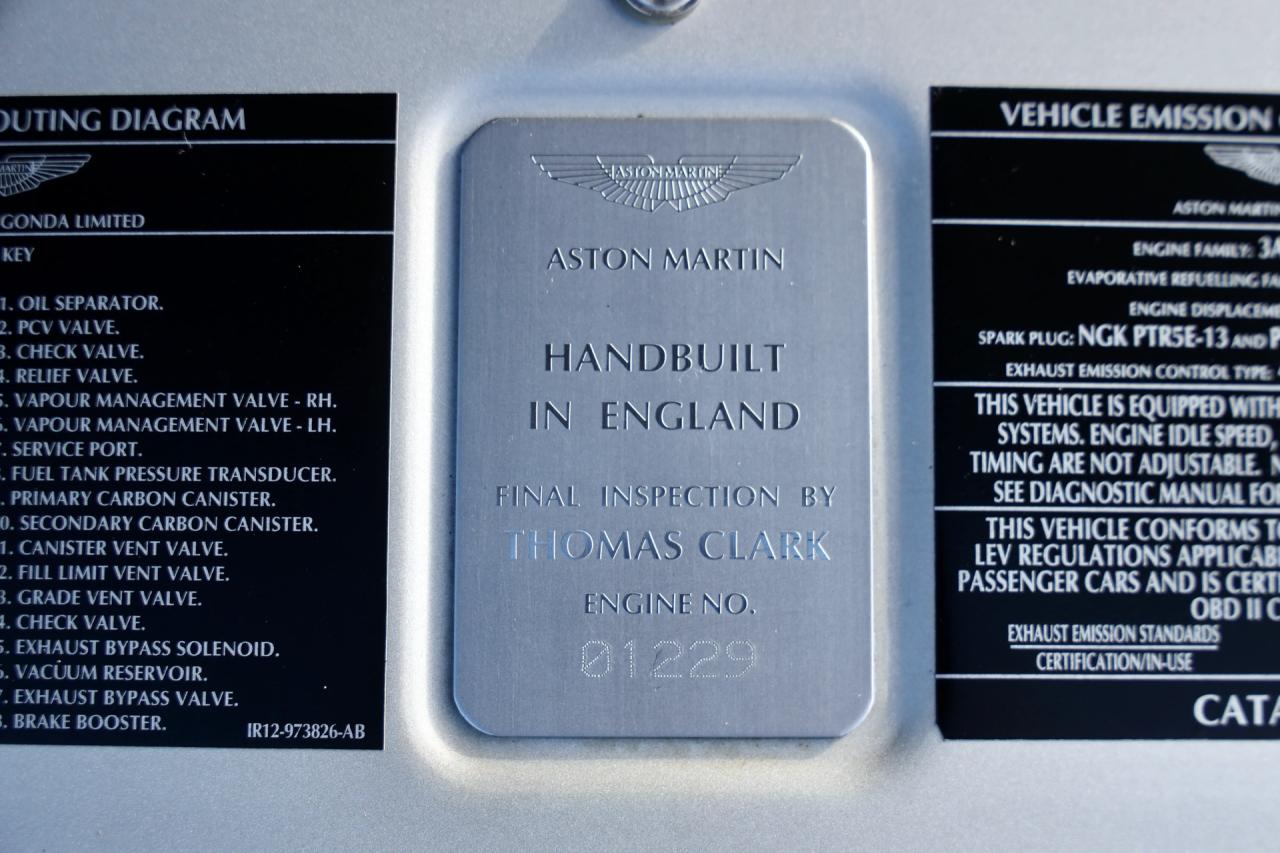 OUTING DIAGRAM
MARTIN
GONDA LIMITED
KEY
1. OIL SEPARATOR.
2. PCV VALVE.
3. CHECK VALVE.
4. RELIEF VALVE.
5. VAPOUR MANAGEMENT VALVE - RH.
6. VAPOUR MANAGEMENT VALVE - LH.
7. SERVICE PORT.
. FUEL TANK PRESSURE TRANSDUCER.
. PRIMARY CARBON CANISTER.
0. SECONDARY CARBON CANISTER.
1. CANISTER VENT VALVE.
2. FILL LIMIT VENT VALVE.
3. GRADE VENT VALVE.
4. CHECK VALVE.
5. EXHAUST BYPASS SOLENOID.
6. VACUUM RESERVOIR.
7. EXHAUST BYPASS VALVE.
8. BRAKE BOOSTER.
IR12-973826-AB
ASTON MARTIN
ASTON MARTIN
HANDBUILT
IN ENGLAND
FINAL INSPECTION BY
THOMAS CLARK
ENGINE NO.
01229
VEHICLE EMISSION
ASTON MARTIN
ENGINE FAMILY: 3A
EVAPORATIVE REFUELLING FA
ENGINE DISPLACEME
SPARK PLUG: NGK PTR5E-13 AND P
EXHAUST EMISSION CONTROL TYPE:
THIS VEHICLE IS EQUIPPED WITH
SYSTEMS. ENGINE IDLE SPEED,
TIMING ARE NOT ADJUSTABLE. N
SEE DIAGNOSTIC MANUAL FOR
THIS VEHICLE CONFORMS TO
LEV REGULATIONS APPLICAB
PASSENGER CARS AND IS CERT
OBD II C
EXHAUST EMISSION STANDARDS
CERTIFICATION/IN-USE
CATA